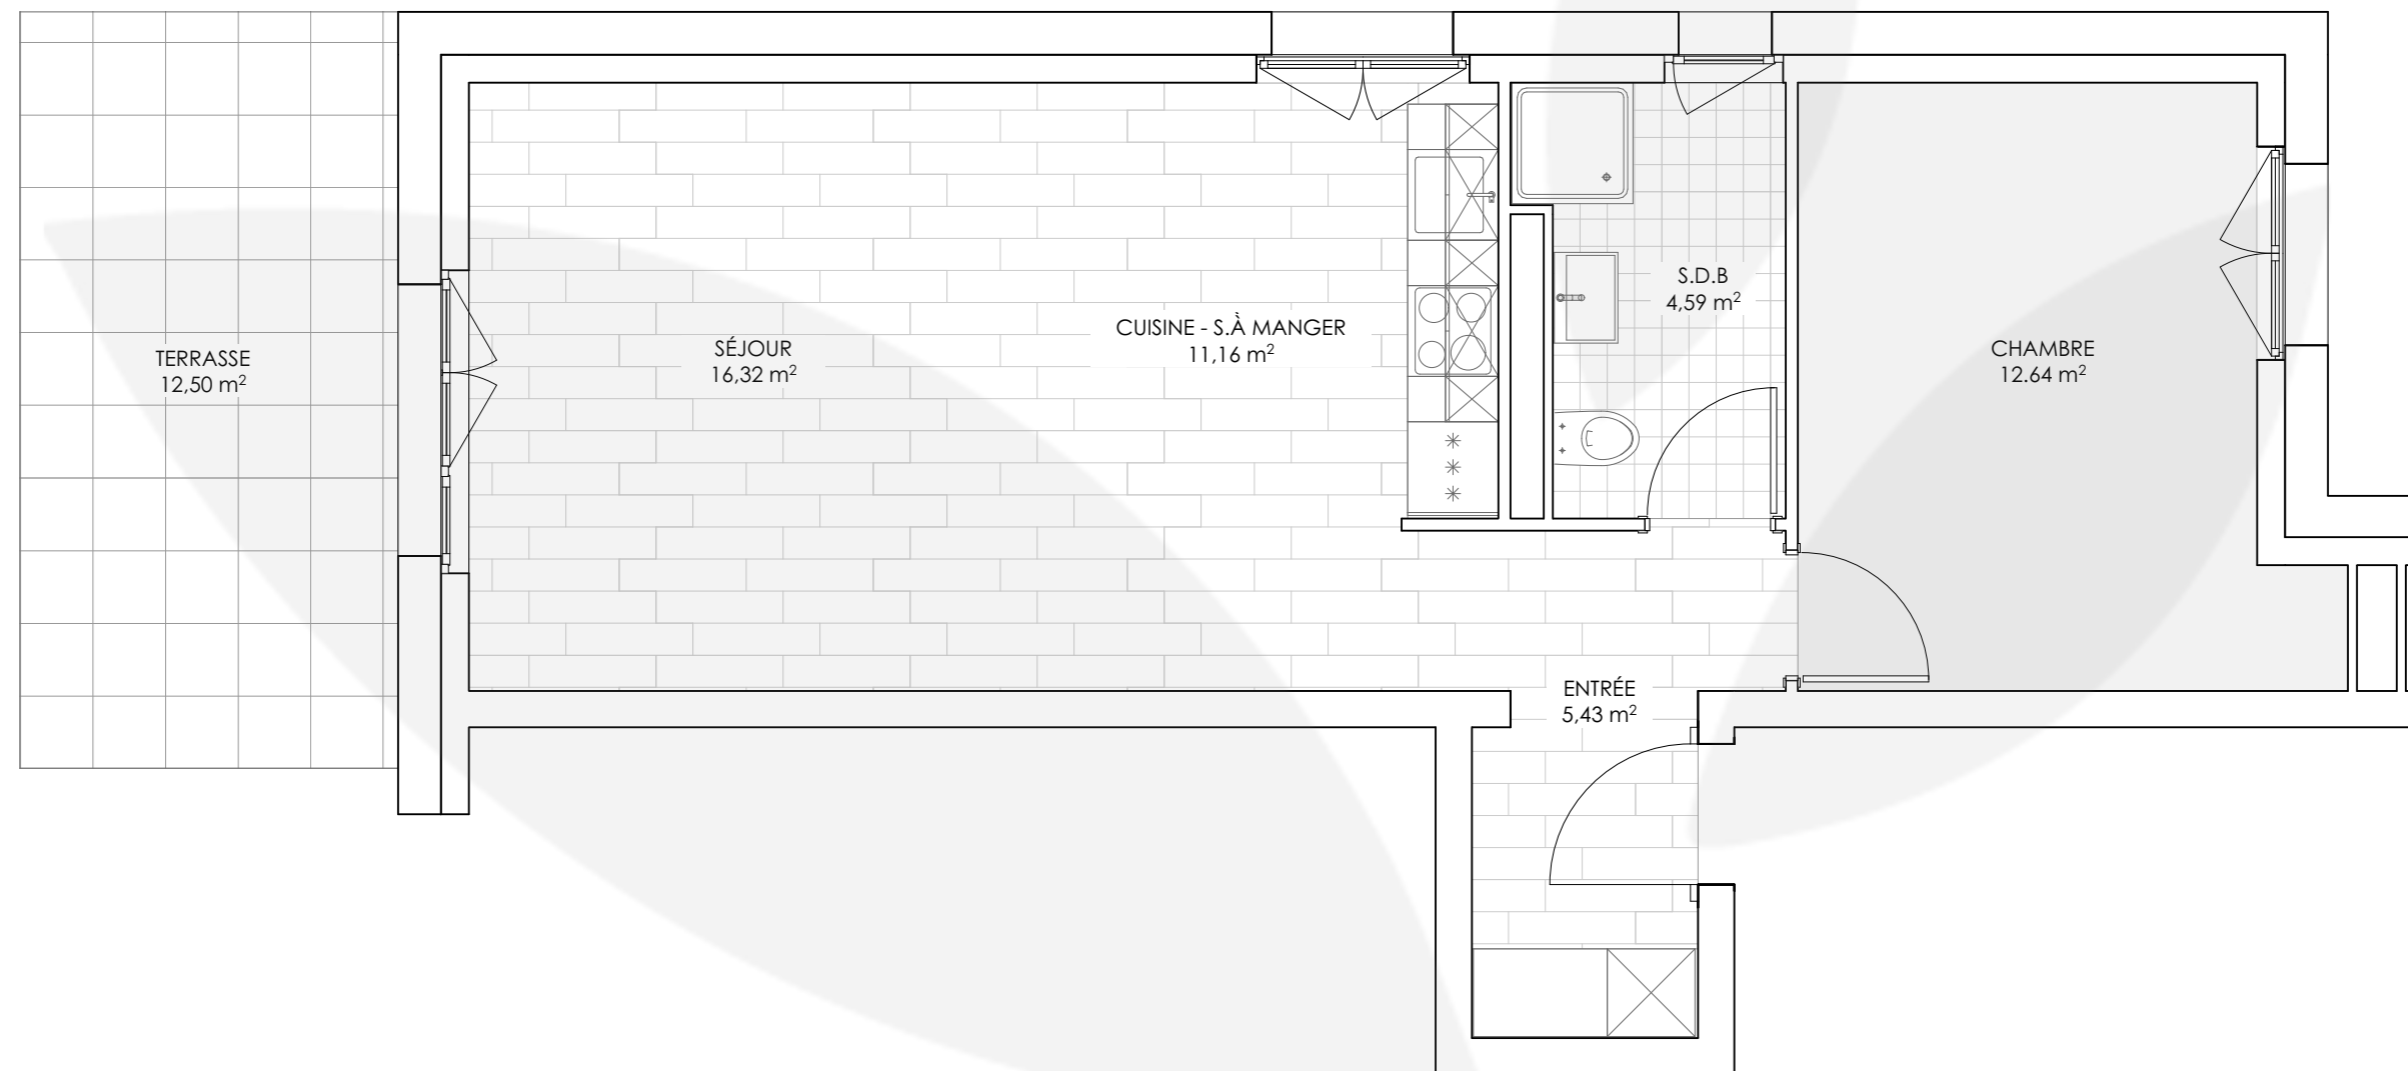 TERRASSE
12,50 m²
SÉJOUR
16,32 m²
CUISINE - S.À MANGER
11,16 m²
S.D.B
4,59 m²
CHAMBRE
12.64 m²
ENTRÉE
5,43 m²